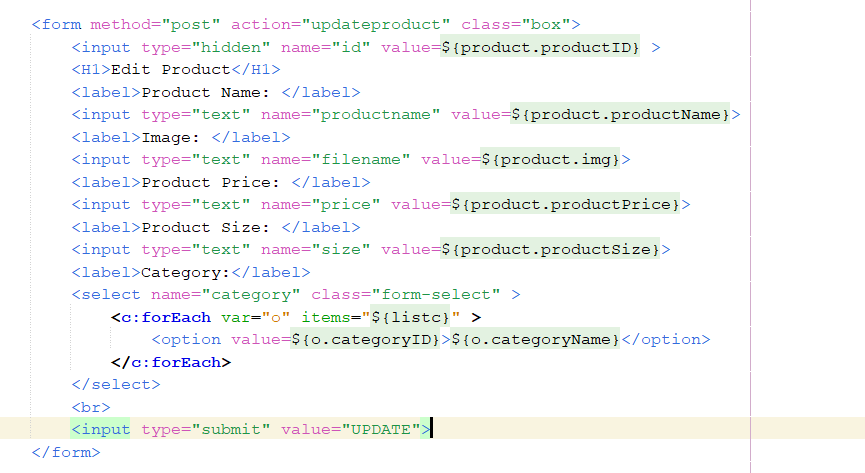 <form method="post" action="updateproduct" class="box">
<input type="hidden" name="id" value=${product.productID} >
<H1>Edit Product</H1>
<label>Product Name: </label>
<input type="text" name="productname" value=${product.productName}>
<label>Image: </label>
<input type="text" name="filename" value=${product.img}>
<label>Product Price: </label>
<input type="text" name="price" value=${product.productPrice}>
<label>Product Size: </label>
<input type="text" name="size" value=${product.productSize}>
<label>Category:</label>
<select name="category" class="form-select" >
<c:forEach var="o" items="${listc}" >
<option value=${o.categoryID}>${o.categoryName}</option>
</c:forEach>
</select>
<br>
<input type="submit" value="UPDATE">
</form>